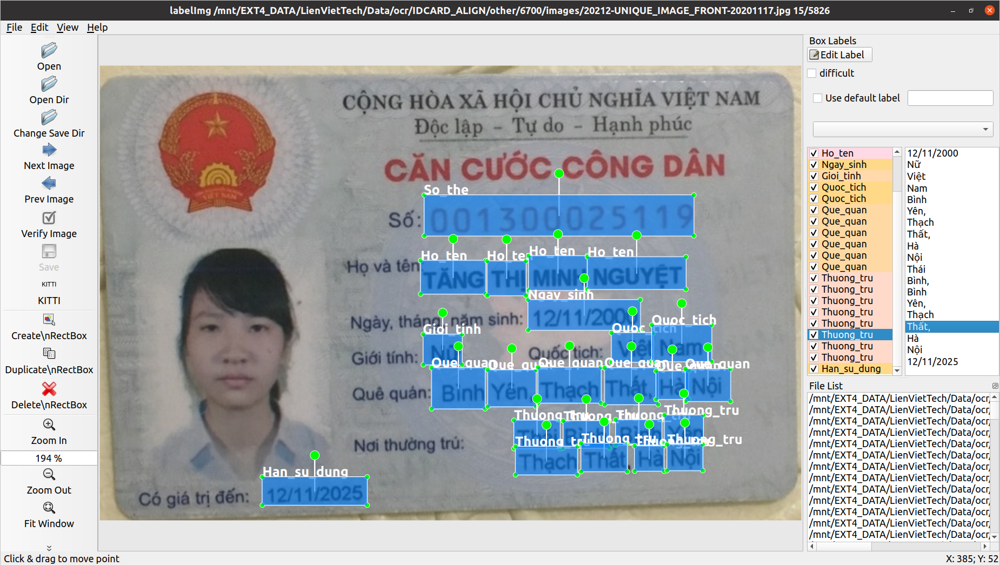 labelImg /mnt/EXT4_DATA/LienVietTech/Data/ocr/IDCARD_ALIGN/other/6700/images/20212-UNIQUE_IMAGE_FRONT-20201117.jpg 15/5826
File Edit View Help
Open
Open Dir
Change Save Dir
Next Image
Prev Image
Verify Image
Save
KITTI
KITTI
Create\nRectBox
Duplicate\nRectBox
Delete\nRectBox
Zoom In
194 %
Zoom Out
Fit Window
CỘNG HÒA XÃ HỘI CHỦ NGHĨA VIỆT NAM
Độc lập - Tự do - Hạnh phúc
CĂN CƯỚC CÔNG DÂN
So_the
Số: 001300025119
Ho_ten Ho_ten Ho_ten Ho_ten
Họ và tên TĂNG THỊ MINH NGUYỆT
Ngay_sinh
Ngày, tháng, năm sinh: 12/11/2000
Gioi_tinh Quoc_tich Quoc_tich
Giới tính: Nữ Quốc tịch: Việt Nam
Que_quan Que_quan Que_quan Que_quan Que_quan Que_quan
Quê quán: Bình Yên, Thạch Thất, Hà Nội
Thuong_tru Thuong_tru Thuong_tru Thuong_tru
Nơi thường trú: Thái Bình, Bình Yên,
Thuong_tru Thuong_tru Thuong_tru Thuong_tru
Thạch Thất, Hà Nội
Han_su_dung
Có giá trị đến: 12/11/2025
Box Labels
Edit Label
difficult
Use default label
Ho_ten
Ngay_sinh
Gioi_tinh
Quoc_tich
Quoc_tich
Que_quan
Que_quan
Que_quan
Que_quan
Que_quan
Que_quan
Thuong_tru
Thuong_tru
Thuong_tru
Thuong_tru
Thuong_tru
Thuong_tru
Thuong_tru
Thuong_tru
Han_su_dung
12/11/2000
Nữ
Việt
Nam
Bình
Yên,
Thạch
Thất,
Hà
Nội
Thái
Bình,
Bình
Yên,
Thạch
Thất,
Hà
Nội
12/11/2025
File List
/mnt/EXT4_DATA/LienVietTech/Data/ocr/
/mnt/EXT4_DATA/LienVietTech/Data/ocr/
/mnt/EXT4_DATA/LienVietTech/Data/ocr/
/mnt/EXT4_DATA/LienVietTech/Data/ocr/
/mnt/EXT4_DATA/LienVietTech/Data/ocr/
/mnt/EXT4_DATA/LienVietTech/Data/ocr/
/mnt/EXT4_DATA/LienVietTech/Data/ocr/
/mnt/EXT4_DATA/LienVietTech/Data/ocr/
/mnt/EXT4_DATA/LienVietTech/Data/ocr/
/mnt/EXT4_DATA/LienVietTech/Data/ocr/
/mnt/EXT4_DATA/LienVietTech/Data/ocr/
/mnt/EXT4_DATA/LienVietTech/Data/ocr/
/mnt/EXT4_DATA/LienVietTech/Data/ocr/
Click & drag to move point
X: 385; Y: 52